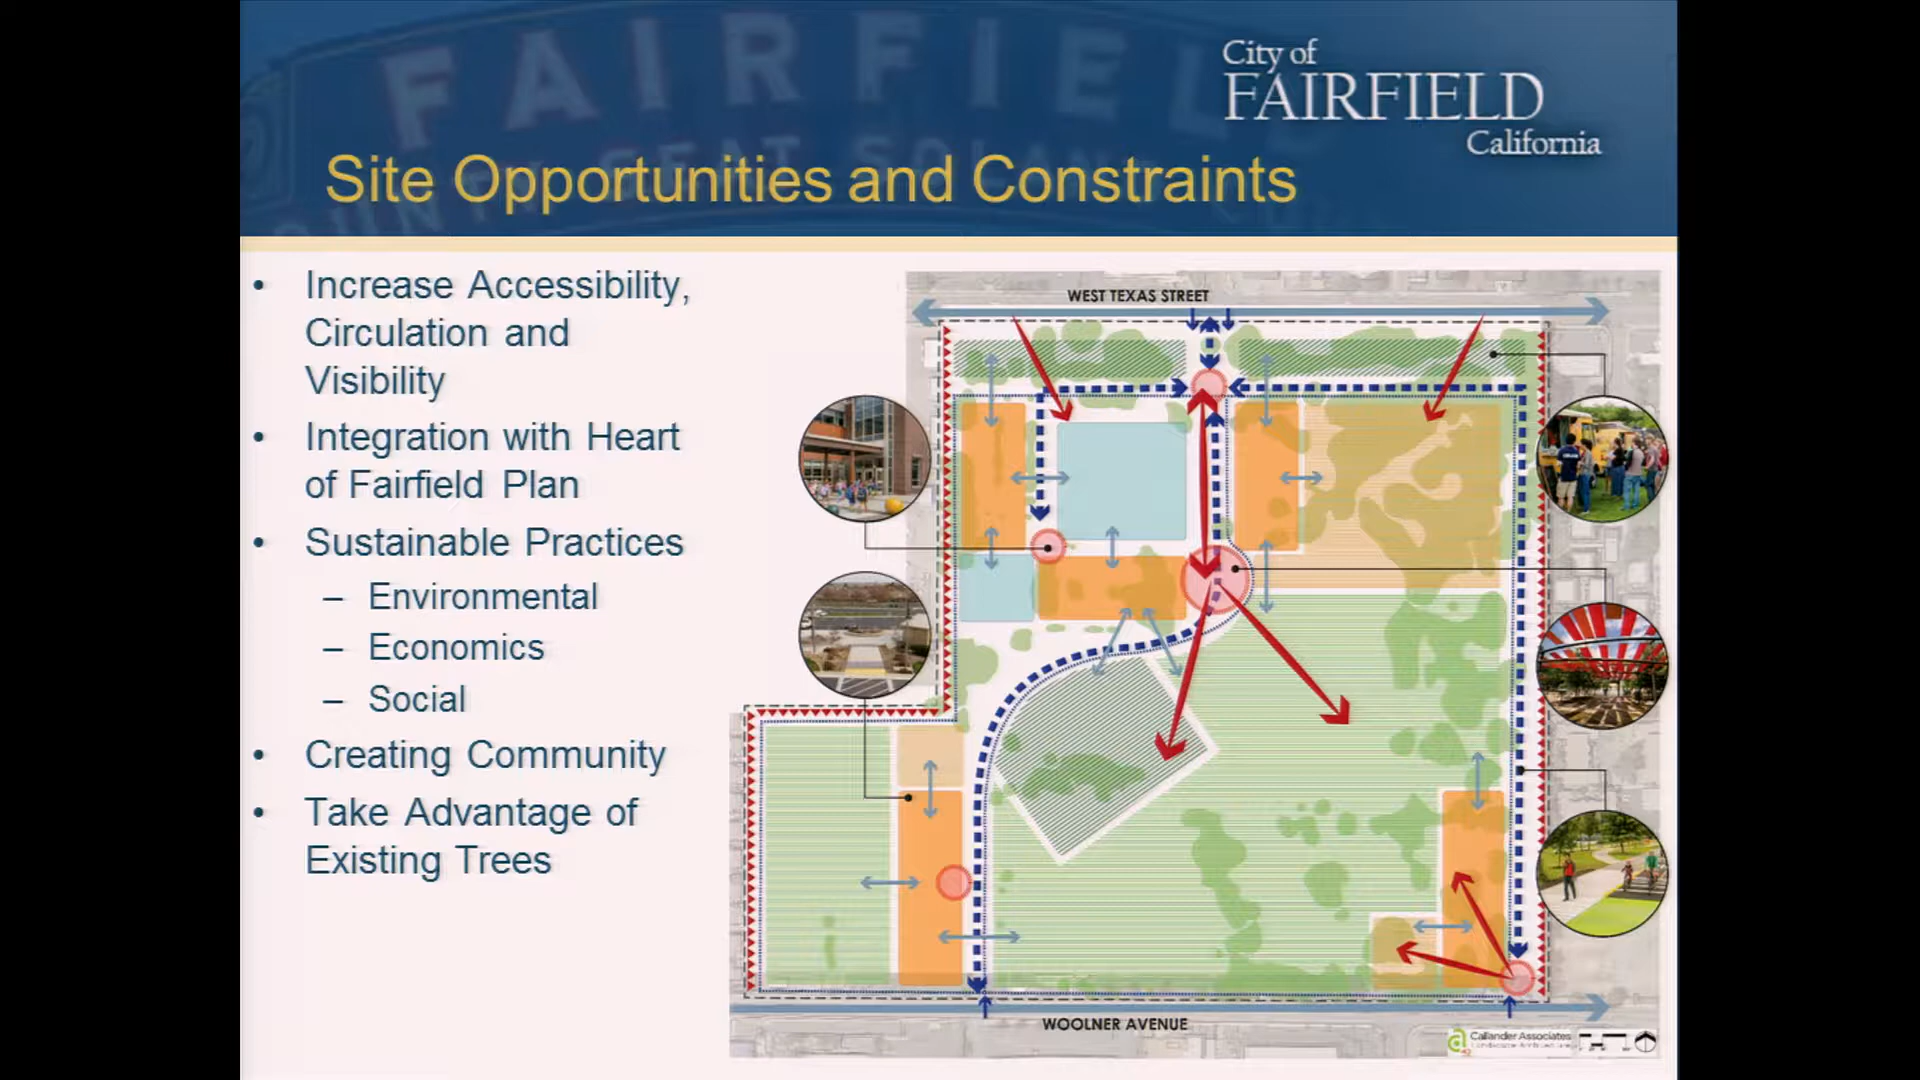 FAIRFIELD
City of
FAIRFIELD
California
Site Opportunities and Constraints
• Increase Accessibility,
Circulation and
Visibility
• Integration with Heart
of Fairfield Plan
• Sustainable Practices
– Environmental
– Economics
– Social
• Creating Community
• Take Advantage of
Existing Trees
WEST TEXAS STREET
WOOLNER AVENUE
Callander Associates